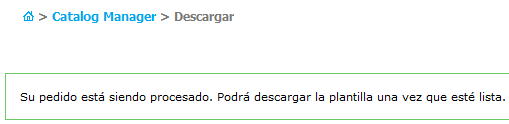 > Catalog Manager > Descargar
Su pedido está siendo procesado. Podrá descargar la plantilla una vez que esté lista.